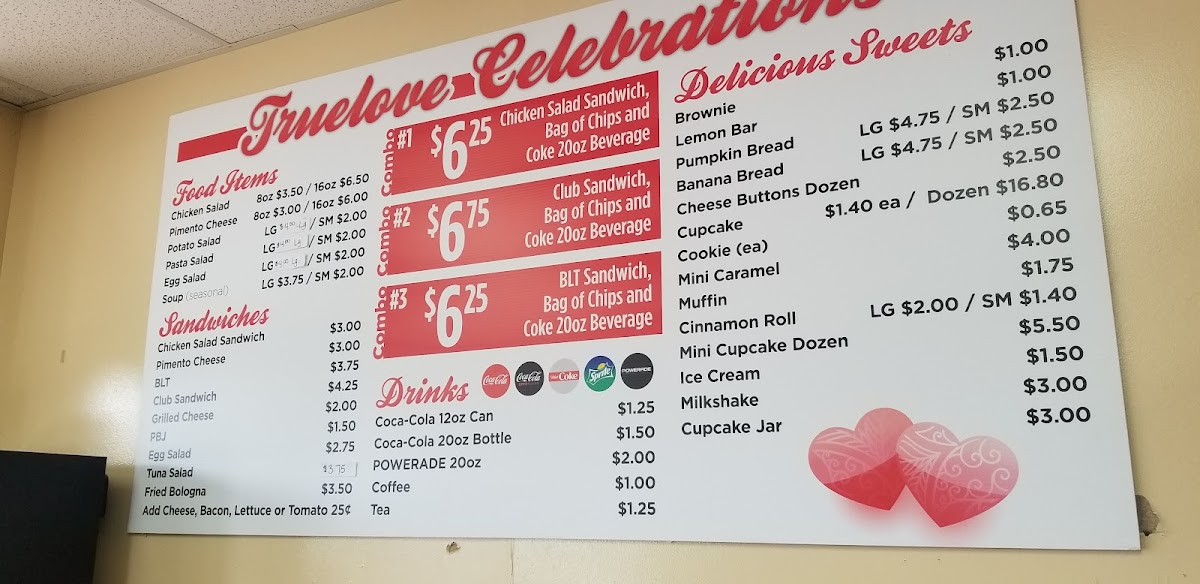 Truelove Celebrations
Food Items
Chicken Salad 8oz $3.50 / 16oz $6.50
Pimento Cheese 8oz $3.00 / 16oz $6.00
Potato Salad LG / SM $2.00
Pasta Salad LG / SM $2.00
Egg Salad LG / SM $2.00
Soup (seasonal) LG $3.75 / SM $2.00
Sandwiches
Chicken Salad Sandwich $3.00
Pimento Cheese $3.00
BLT $3.75
Club Sandwich $4.25
Grilled Cheese $2.00
PBJ $1.50
Egg Salad $2.75
Tuna Salad $3.75
Fried Bologna $3.50
Add Cheese, Bacon, Lettuce or Tomato 25¢
Combo #1 $6.25 Chicken Salad Sandwich,
Bag of Chips and
Coke 20oz Beverage
Combo #2 $6.75 Club Sandwich,
Bag of Chips and
Coke 20oz Beverage
Combo #3 $6.25 BLT Sandwich,
Bag of Chips and
Coke 20oz Beverage
Drinks
Coca-Cola Coca-Cola Coke Sprite POWERADE
Coca-Cola 12oz Can $1.25
Coca-Cola 20oz Bottle $1.50
POWERADE 20oz $2.00
Coffee $1.00
Tea $1.25
Delicious Sweets
Brownie $1.00
Lemon Bar $1.00
Pumpkin Bread LG $4.75 / SM $2.50
Banana Bread LG $4.75 / SM $2.50
Cheese Buttons Dozen $2.50
Cupcake $1.40 ea / Dozen $16.80
Cookie (ea) $0.65
Mini Caramel $4.00
Muffin $1.75
Cinnamon Roll LG $2.00 / SM $1.40
Mini Cupcake Dozen $5.50
Ice Cream $1.50
Milkshake $3.00
Cupcake Jar $3.00